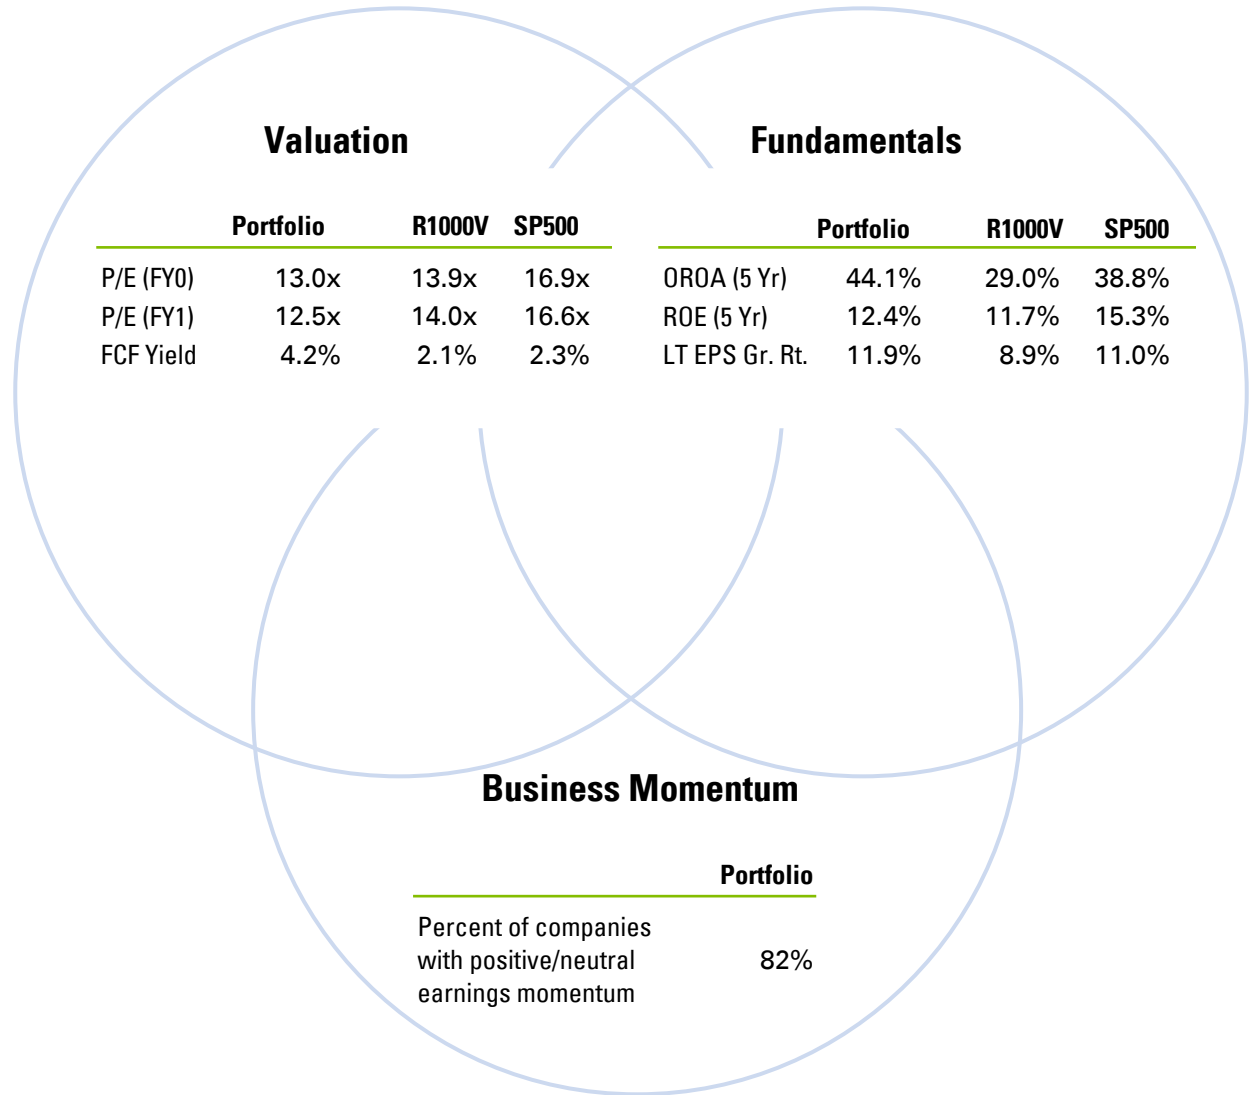 Valuation
Portfolio R1000V SP500
P/E (FY0) 13.0x 13.9x 16.9x
P/E (FY1) 12.5x 14.0x 16.6x
FCF Yield 4.2% 2.1% 2.3%
Fundamentals
Portfolio R1000V SP500
OROA (5 Yr) 44.1% 29.0% 38.8%
ROE (5 Yr) 12.4% 11.7% 15.3%
LT EPS Gr. Rt. 11.9% 8.9% 11.0%
Business Momentum
Portfolio
Percent of companies
with positive/neutral 82%
earnings momentum